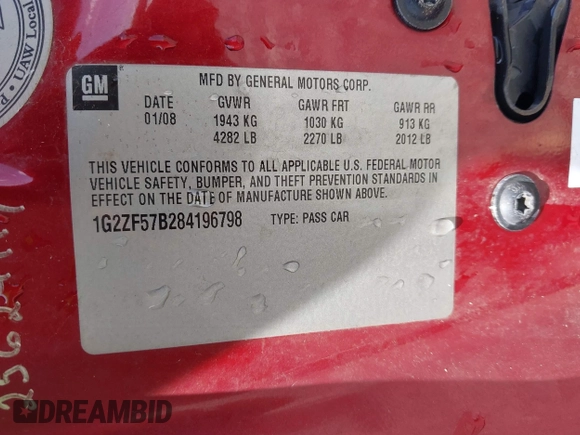 UAW Local
GM
MFD BY GENERAL MOTORS CORP.
DATE GVWR GAWR FRT GAWR RR
01/08 1943 KG 1030 KG 913 KG
4282 LB 2270 LB 2012 LB
THIS VEHICLE CONFORMS TO ALL APPLICABLE U.S. FEDERAL MOTOR
VEHICLE SAFETY, BUMPER, AND THEFT PREVENTION STANDARDS IN
EFFECT ON THE DATE OF MANUFACTURE SHOWN ABOVE.
1G2ZF57B284196798 TYPE: PASS CAR
DREAMBID